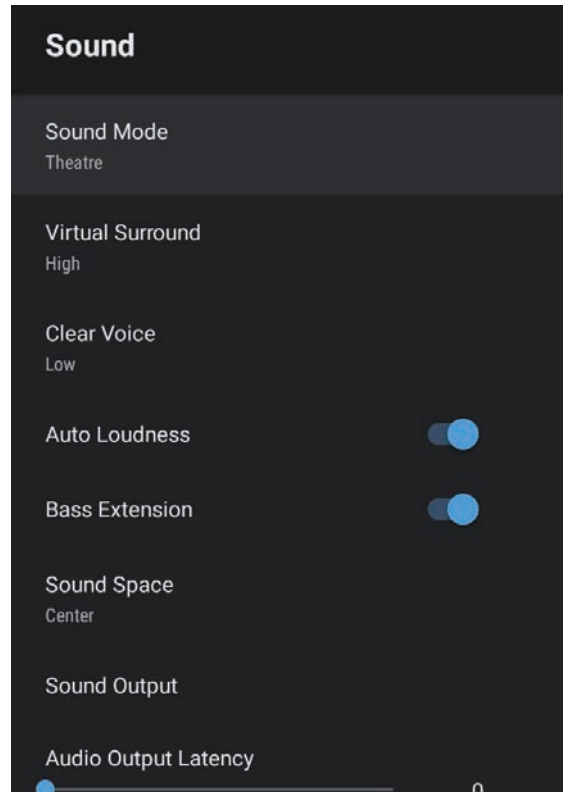 Sound
Sound Mode
Theatre
Virtual Surround
High
Clear Voice
Low
Auto Loudness
Bass Extension
Sound Space
Center
Sound Output
Audio Output Latency
0